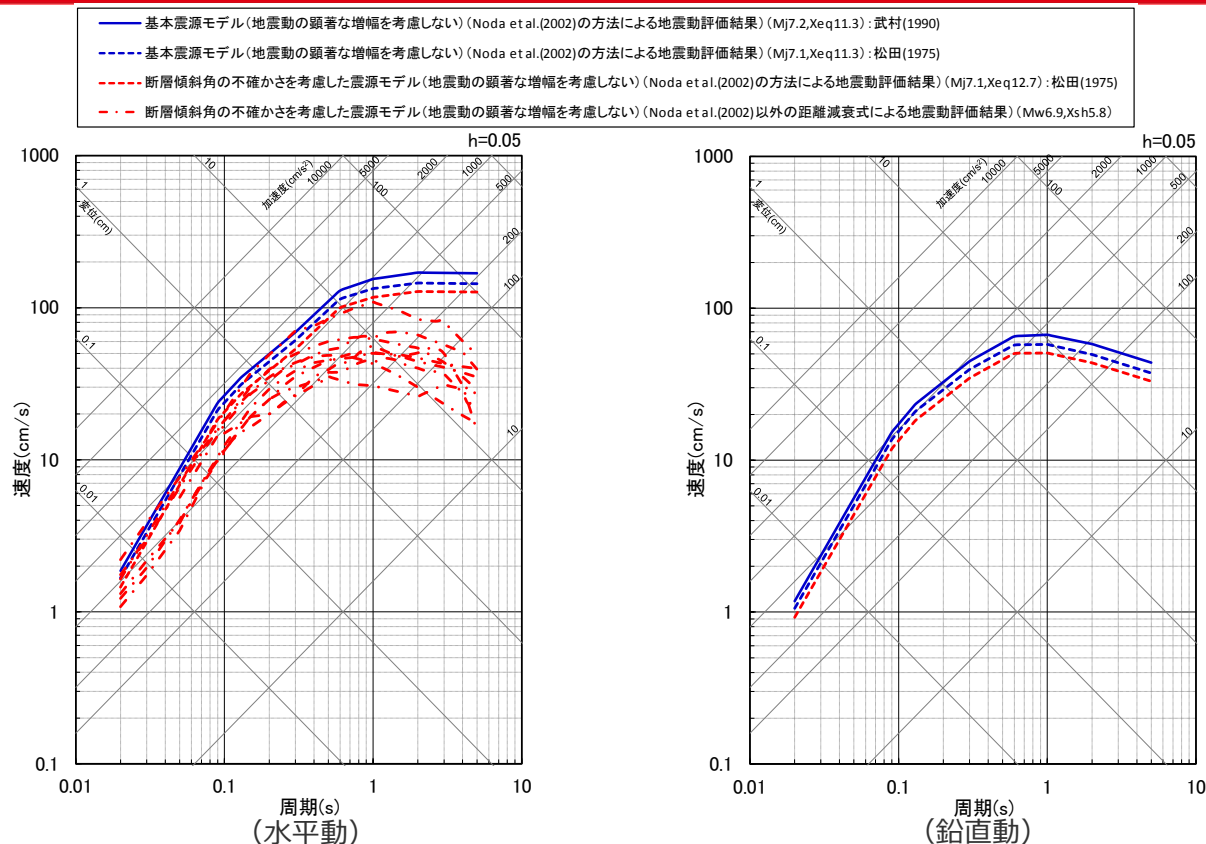 基本震源モデル(地震動の顕著な増幅を考慮しない)(Noda et al.(2002)の方法による地震動評価結果)(Mj7.2,Xeq11.3):武村(1990)
基本震源モデル(地震動の顕著な増幅を考慮しない)(Noda et al.(2002)の方法による地震動評価結果)(Mj7.1,Xeq11.3):松田(1975)
断層傾斜角の不確かさを考慮した震源モデル(地震動の顕著な増幅を考慮しない)(Noda et al.(2002)の方法による地震動評価結果)(Mj7.1,Xeq12.7):松田(1975)
断層傾斜角の不確かさを考慮した震源モデル(地震動の顕著な増幅を考慮しない)(Noda et al.(2002)以外の距離減衰式による地震動評価結果)(Mw6.9,Xsh5.8)
h=0.05
1000
100
10
1
0.1
速度(cm/s)
0.01
0.1
1
10
周期(s)
(水平動)
変位(cm)
1
0.1
0.01
10
加速度(cm/s²)
10000
5000
100
2000
1000
500
200
100
10
h=0.05
1000
100
10
1
0.1
速度(cm/s)
0.01
0.1
1
10
周期(s)
(鉛直動)
変位(cm)
1
0.1
0.01
10
加速度(cm/s²)
10000
5000
100
2000
1000
500
200
100
10